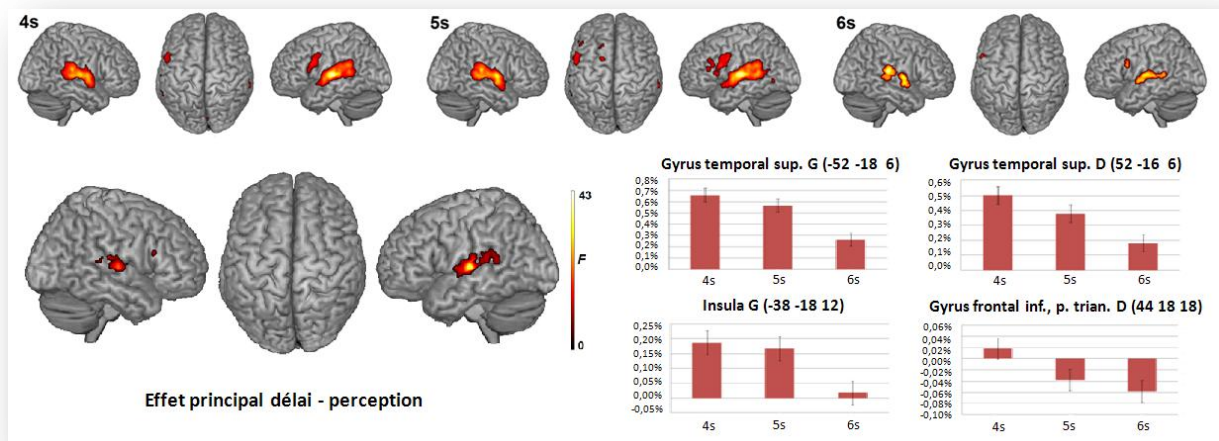 4s
5s
6s
43
F
0
Effet principal délai - perception
Gyrus temporal sup. G (-52 -18 6)
0,8%
0,7%
0,6%
0,5%
0,4%
0,3%
0,2%
0,1%
0,0%
4s 5s 6s
Gyrus temporal sup. D (52 -16 6)
0,6%
0,5%
0,4%
0,3%
0,2%
0,1%
0,0%
4s 5s 6s
Insula G (-38 -18 12)
0,25%
0,20%
0,15%
0,10%
0,05%
0,00%
-0,05%
4s 5s 6s
Gyrus frontal inf., p. trian. D (44 18 18)
0,06%
0,04%
0,02%
0,00%
-0,02%
-0,04%
-0,06%
-0,08%
-0,10%
4s 5s 6s